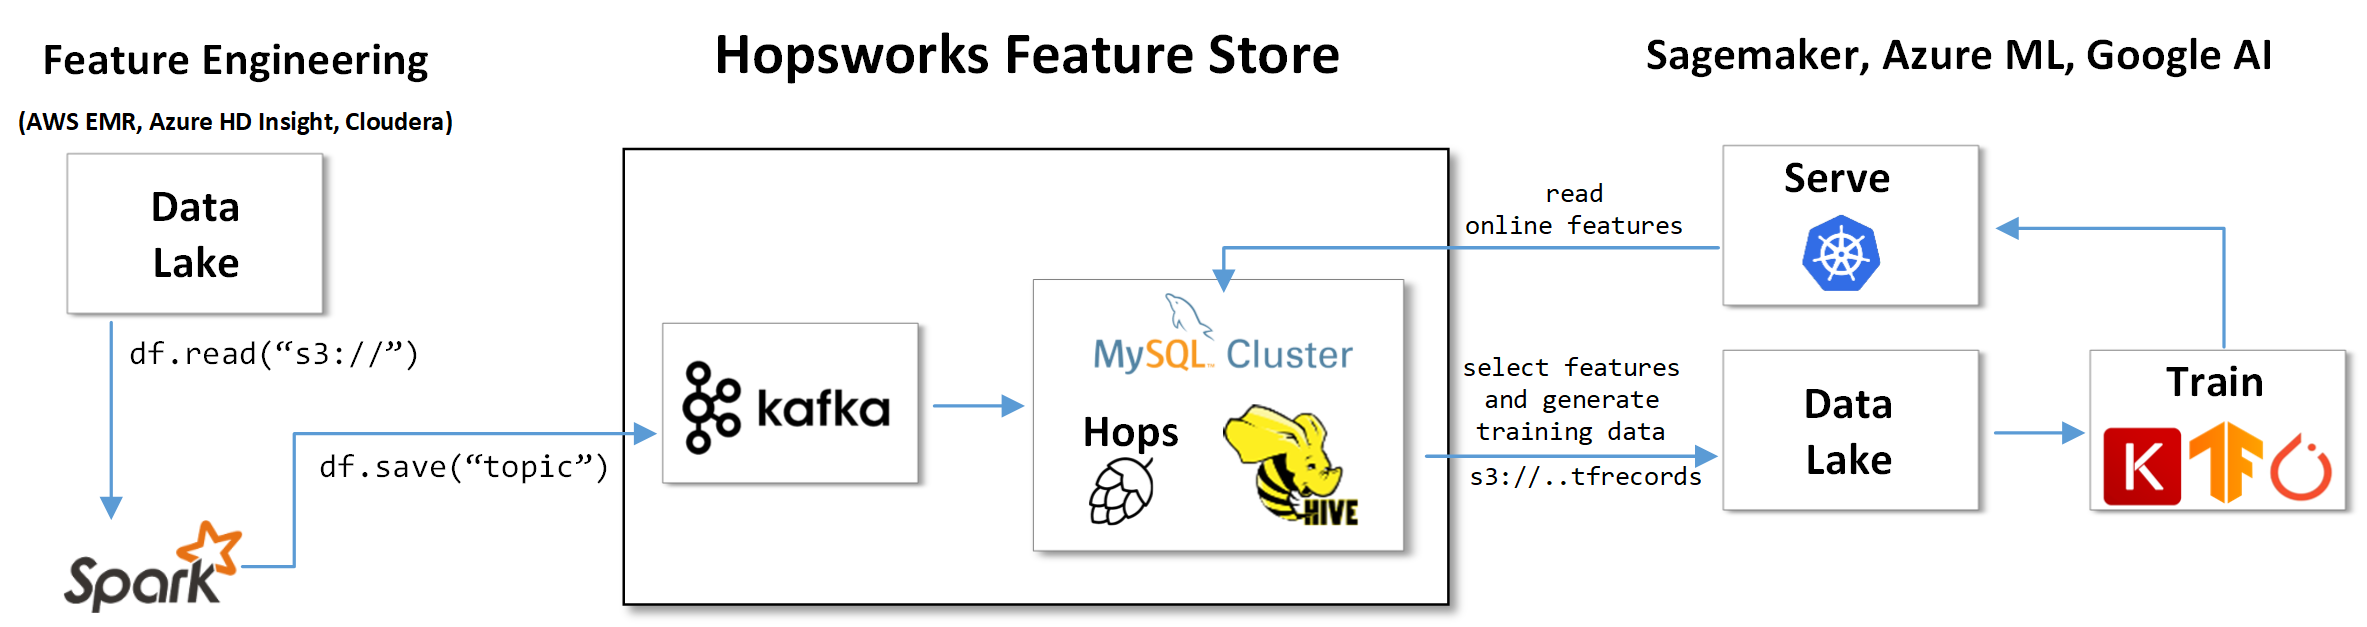 Feature Engineering
(AWS EMR, Azure HD Insight, Cloudera)
Data
Lake
df.read(“s3://”)
Spark
df.save(“topic”)
Hopsworks Feature Store
kafka
MySQL™ Cluster
Hops
HIVE
Sagemaker, Azure ML, Google AI
read
online features
Serve
select features
and generate
training data
s3://..tfrecords
Data
Lake
Train
K
TF